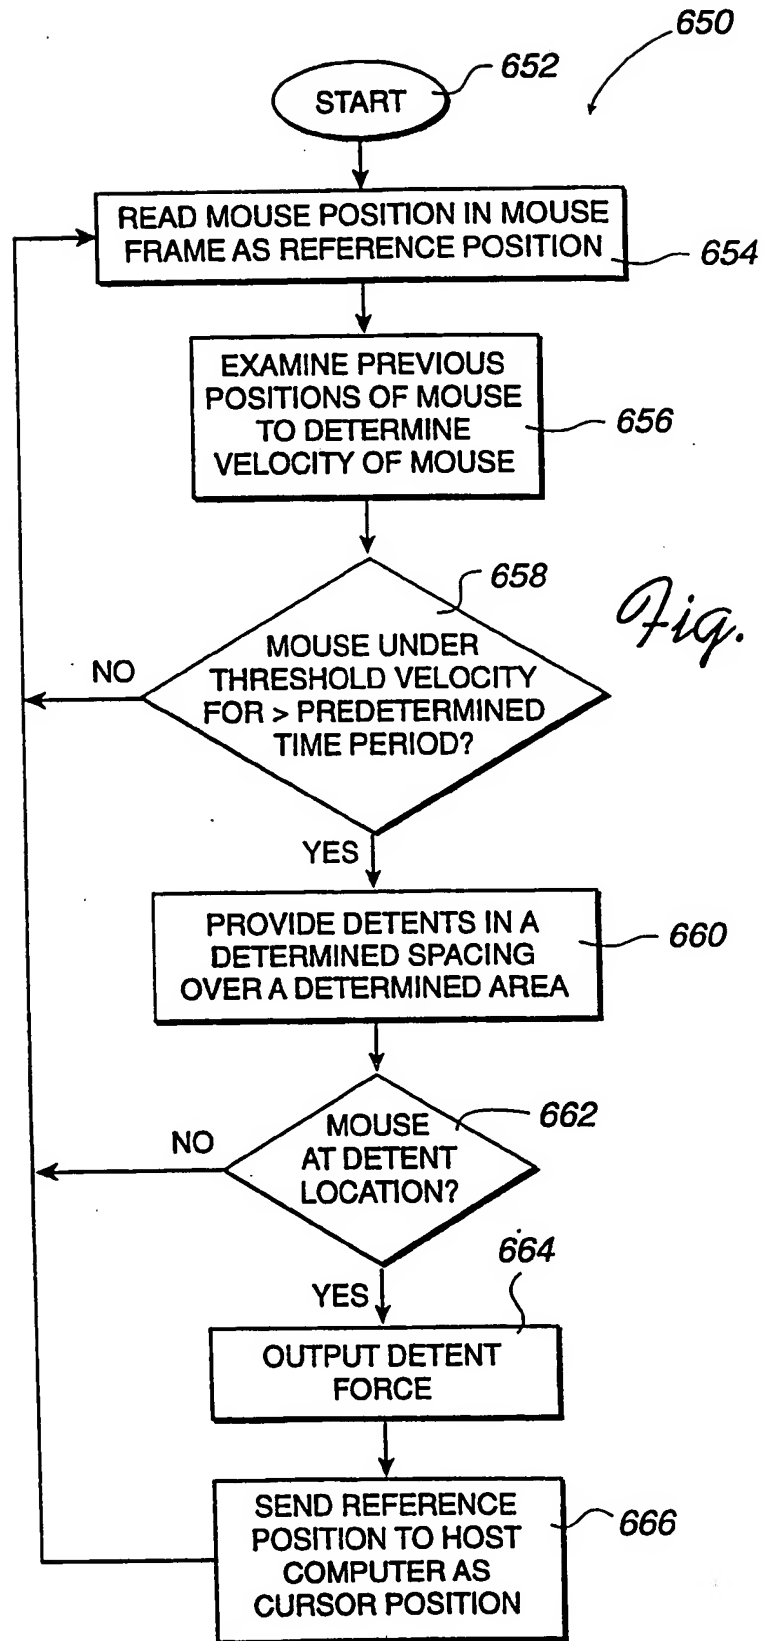 650
START
652
READ MOUSE POSITION IN MOUSE
FRAME AS REFERENCE POSITION
654
EXAMINE PREVIOUS
POSITIONS OF MOUSE
TO DETERMINE
VELOCITY OF MOUSE
656
658
Fig.
MOUSE UNDER
THRESHOLD VELOCITY
FOR > PREDETERMINED
TIME PERIOD?
NO
YES
PROVIDE DETENTS IN A
DETERMINED SPACING
OVER A DETERMINED AREA
660
662
MOUSE
AT DETENT
LOCATION?
NO
664
YES
OUTPUT DETENT
FORCE
SEND REFERENCE
POSITION TO HOST
COMPUTER AS
CURSOR POSITION
666